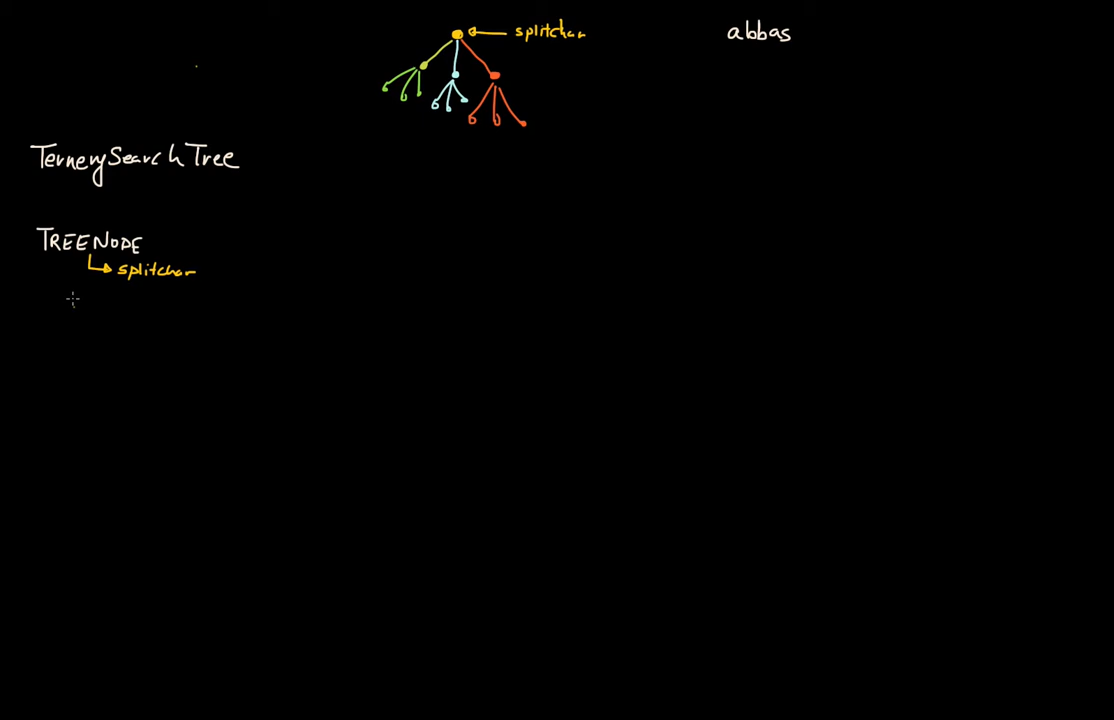 splitchar
abbas
TernerySearchTree
TREENODE
splitchar